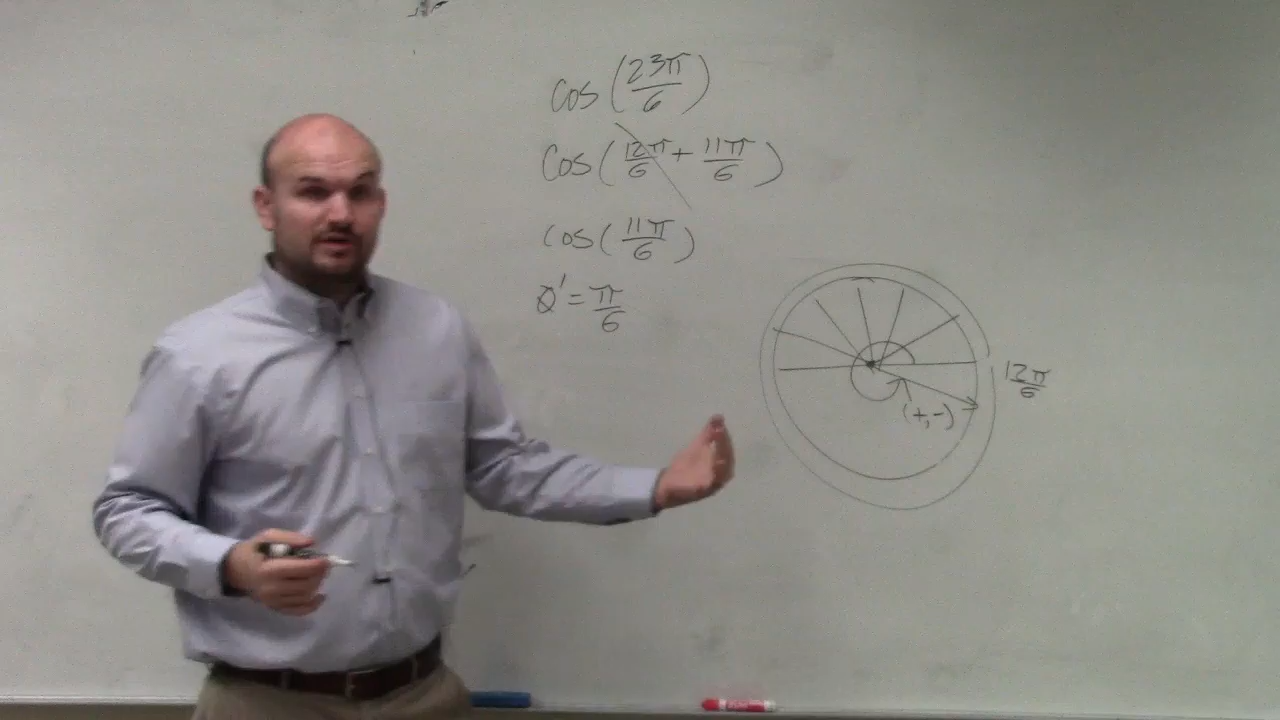 cos(23π/6)
cos(12π/6 + 11π/6)
cos(11π/6)
θ' = π/6
12π/6
(+,-)